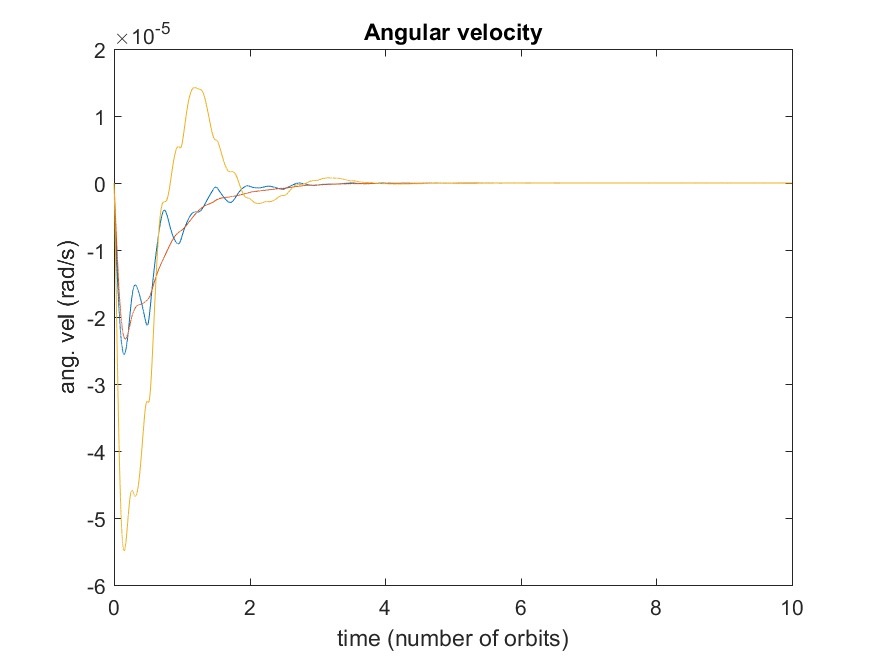 Angular velocity
×10-5
2
1
0
-1
-2
-3
-4
-5
-6
ang. vel (rad/s)
0 2 4 6 8 10
time (number of orbits)